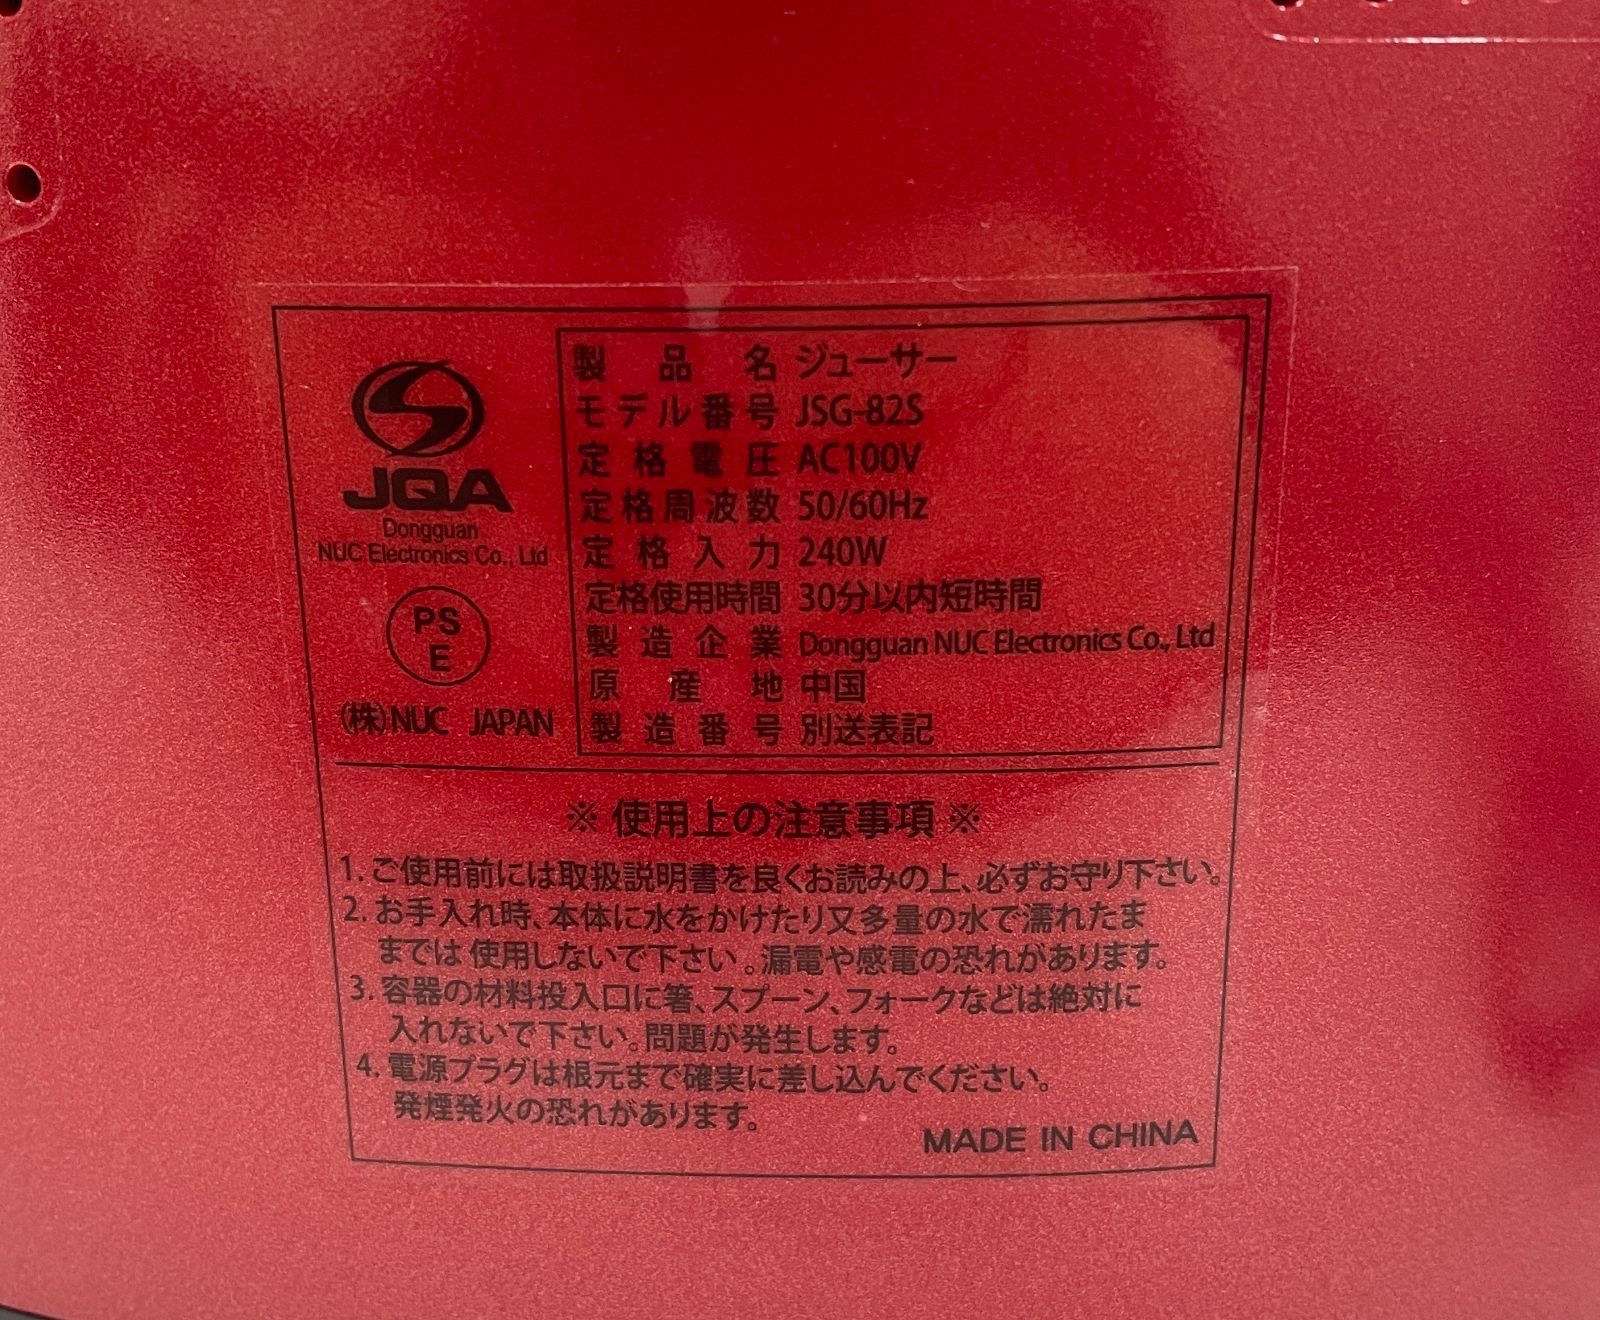 JQA
Dongguan
NUC Electronics Co., Ltd
PS
E
(株)NUC JAPAN
製品名 ジューサー
モデル番号 JSG-82S
定格電圧 AC100V
定格周波数 50/60Hz
定格入力 240W
定格使用時間 30分以内短時間
製造企業 Dongguan NUC Electronics Co., Ltd
原産地 中国
製造番号 別送表記
※ 使用上の注意事項 ※
1. ご使用前には取扱説明書を良くお読みの上、必ずお守り下さい。
2. お手入れ時、本体に水をかけたり又多量の水で濡れたま
までは 使用しないで下さい。漏電や感電の恐れがあります。
3. 容器の材料投入口に箸、スプーン、フォークなどは絶対に
入れないで下さい。問題が発生します。
4. 電源プラグは根元まで確実に差し込んでください。
発煙発火の恐れがあります。
MADE IN CHINA